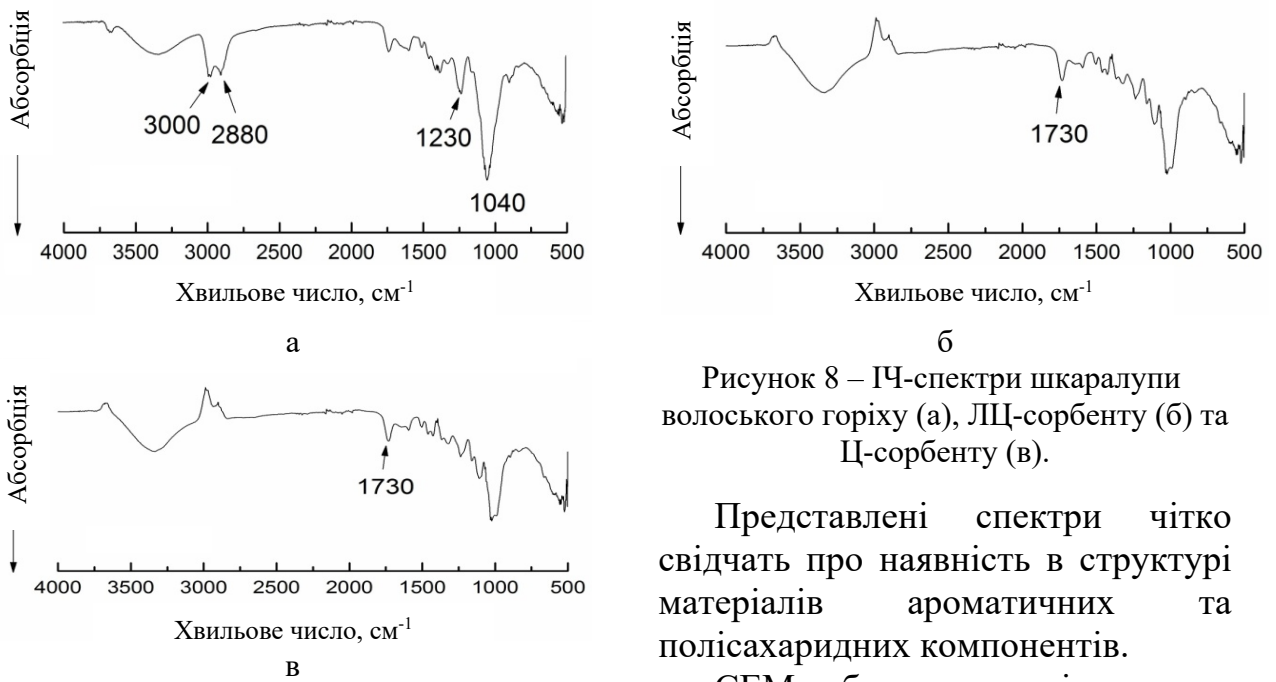 Абсорбція
3000
2880
1230
1040
4000 3500 3000 2500 2000 1500 1000 500
Хвильове число, см-1
а
Абсорбція
1730
4000 3500 3000 2500 2000 1500 1000 500
Хвильове число, см-1
б
Абсорбція
1730
4000 3500 3000 2500 2000 1500 1000 500
Хвильове число, см-1
в
Рисунок 8 – ІЧ-спектри шкаралупи
волоського горіху (а), ЛЦ-сорбенту (б) та
Ц-сорбенту (в).
Представлені спектри чітко
свідчать про наявність в структурі
матеріалів ароматичних та
полісахаридних компонентів.